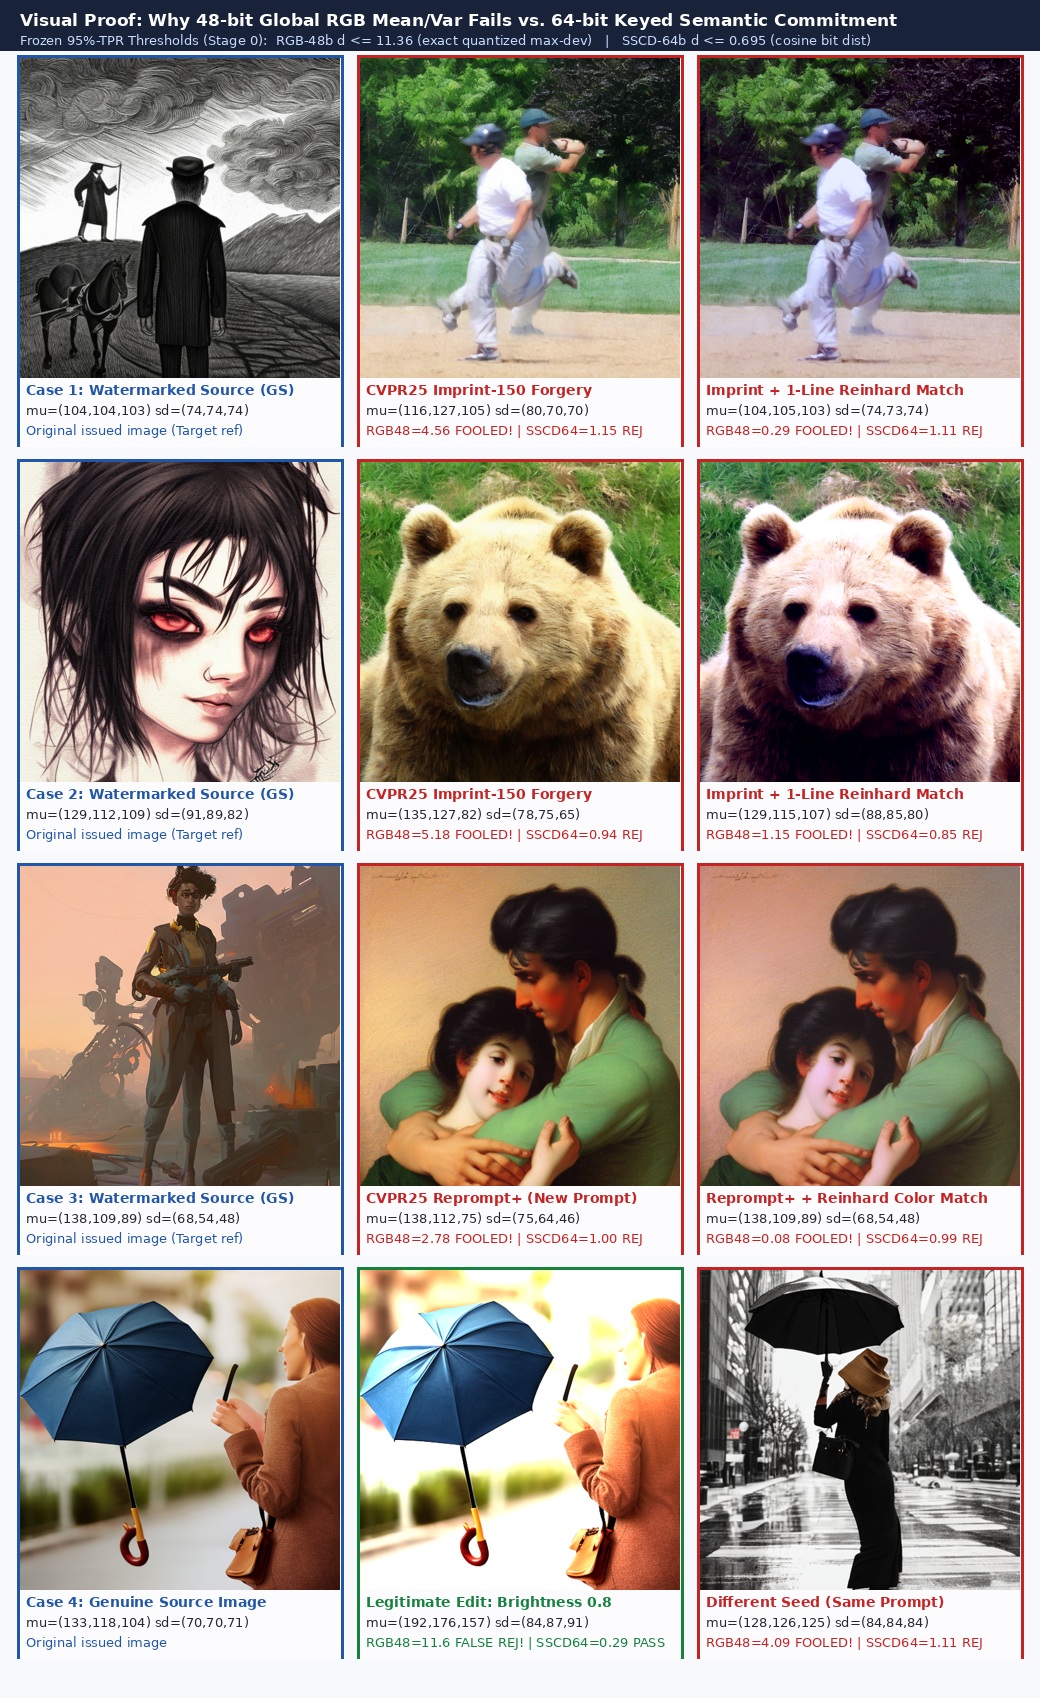 Visual Proof: Why 48-bit Global RGB Mean/Var Fails vs. 64-bit Keyed Semantic Commitment
Frozen 95%-TPR Thresholds (Stage 0):  RGB-48b d <= 11.36 (exact quantized max-dev)   |   SSCD-64b d <= 0.695 (cosine bit dist)
Case 1: Watermarked Source (GS)
mu=(104,104,103) sd=(74,74,74)
Original issued image (Target ref)
CVPR25 Imprint-150 Forgery
mu=(116,127,105) sd=(80,70,70)
RGB48=4.56 FOOLED! | SSCD64=1.15 REJ
Imprint + 1-Line Reinhard Match
mu=(104,105,103) sd=(74,73,74)
RGB48=0.29 FOOLED! | SSCD64=1.11 REJ
Case 2: Watermarked Source (GS)
mu=(129,112,109) sd=(91,89,82)
Original issued image (Target ref)
CVPR25 Imprint-150 Forgery
mu=(135,127,82) sd=(78,75,65)
RGB48=5.18 FOOLED! | SSCD64=0.94 REJ
Imprint + 1-Line Reinhard Match
mu=(129,115,107) sd=(88,85,80)
RGB48=1.15 FOOLED! | SSCD64=0.85 REJ
Case 3: Watermarked Source (GS)
mu=(138,109,89) sd=(68,54,48)
Original issued image (Target ref)
CVPR25 Reprompt+ (New Prompt)
mu=(138,112,75) sd=(75,64,46)
RGB48=2.78 FOOLED! | SSCD64=1.00 REJ
Reprompt+ + Reinhard Color Match
mu=(138,109,89) sd=(68,54,48)
RGB48=0.08 FOOLED! | SSCD64=0.99 REJ
Case 4: Genuine Source Image
mu=(133,118,104) sd=(70,70,71)
Original issued image
Legitimate Edit: Brightness 0.8
mu=(192,176,157) sd=(84,87,91)
RGB48=11.6 FALSE REJ! | SSCD64=0.29 PASS
Different Seed (Same Prompt)
mu=(128,126,125) sd=(84,84,84)
RGB48=4.09 FOOLED! | SSCD64=1.11 REJ